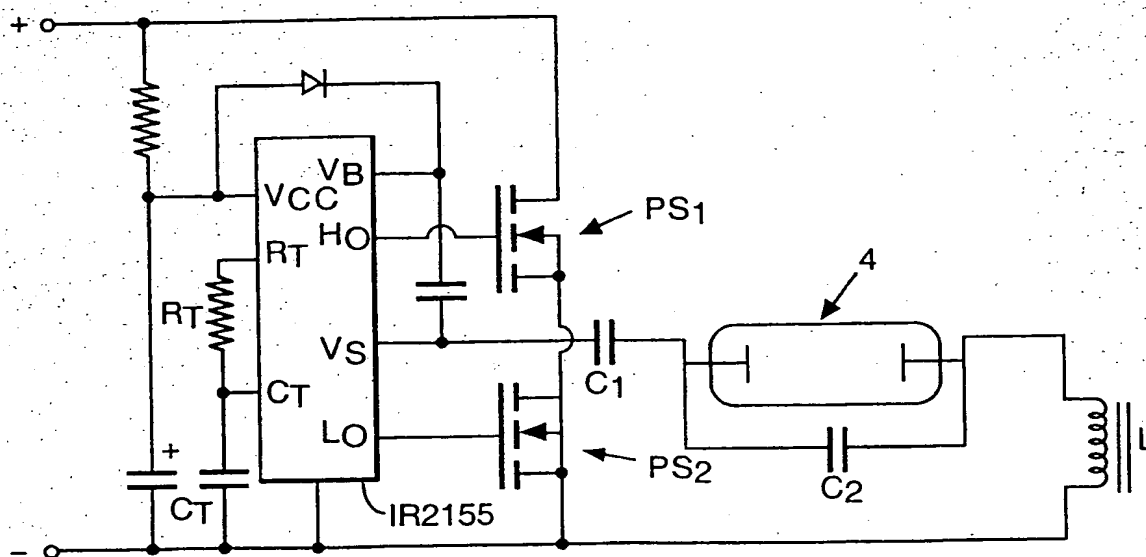 +
VB
VCC
HO
PS1
RT
4
RT
VS
C1
CT
LO
+
PS2
C2
L
CT
IR2155
-